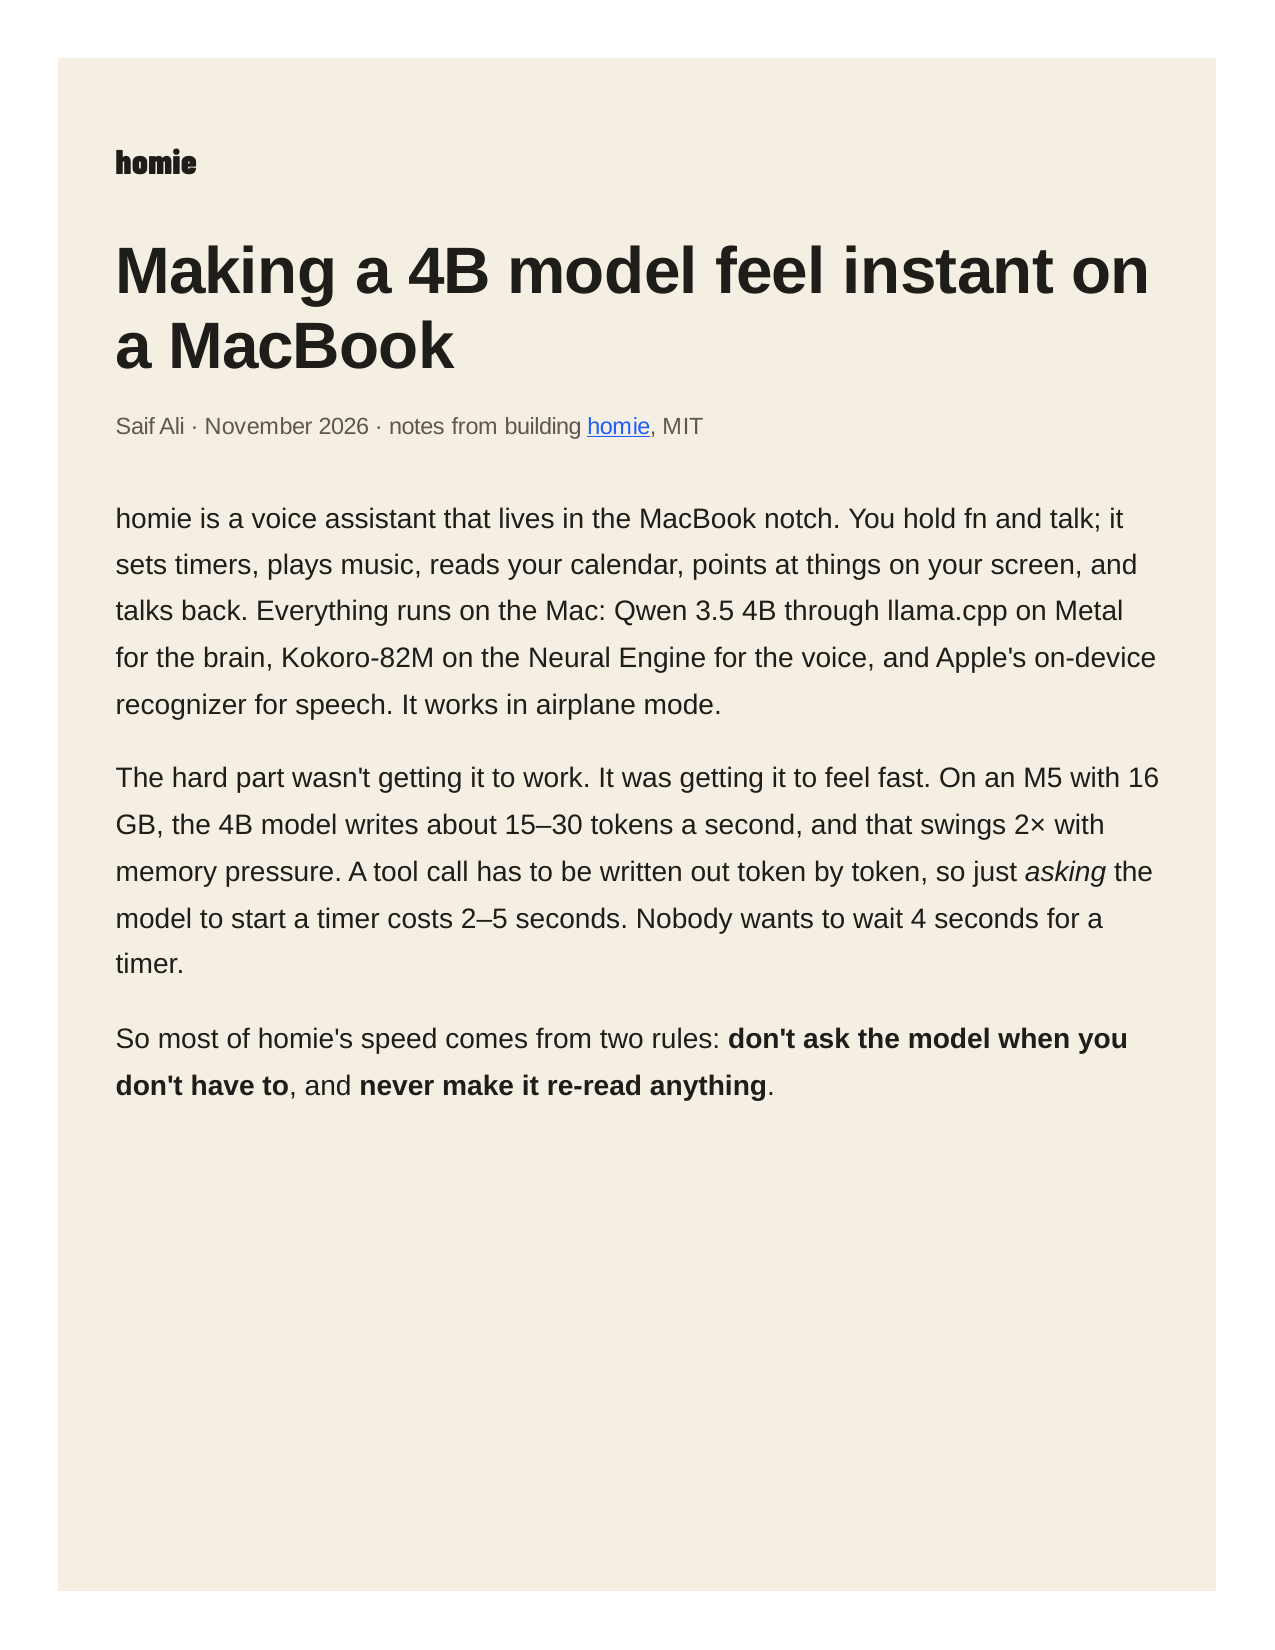 homie
Making a 4B model feel instant on
a MacBook
Saif Ali · November 2026 · notes from building homie, MIT
homie is a voice assistant that lives in the MacBook notch. You hold fn and talk; it
sets timers, plays music, reads your calendar, points at things on your screen, and
talks back. Everything runs on the Mac: Qwen 3.5 4B through llama.cpp on Metal
for the brain, Kokoro-82M on the Neural Engine for the voice, and Apple's on-device
recognizer for speech. It works in airplane mode.
The hard part wasn't getting it to work. It was getting it to feel fast. On an M5 with 16
GB, the 4B model writes about 15–30 tokens a second, and that swings 2× with
memory pressure. A tool call has to be written out token by token, so just asking the
model to start a timer costs 2–5 seconds. Nobody wants to wait 4 seconds for a
timer.
So most of homie's speed comes from two rules: don't ask the model when you
don't have to, and never make it re-read anything.